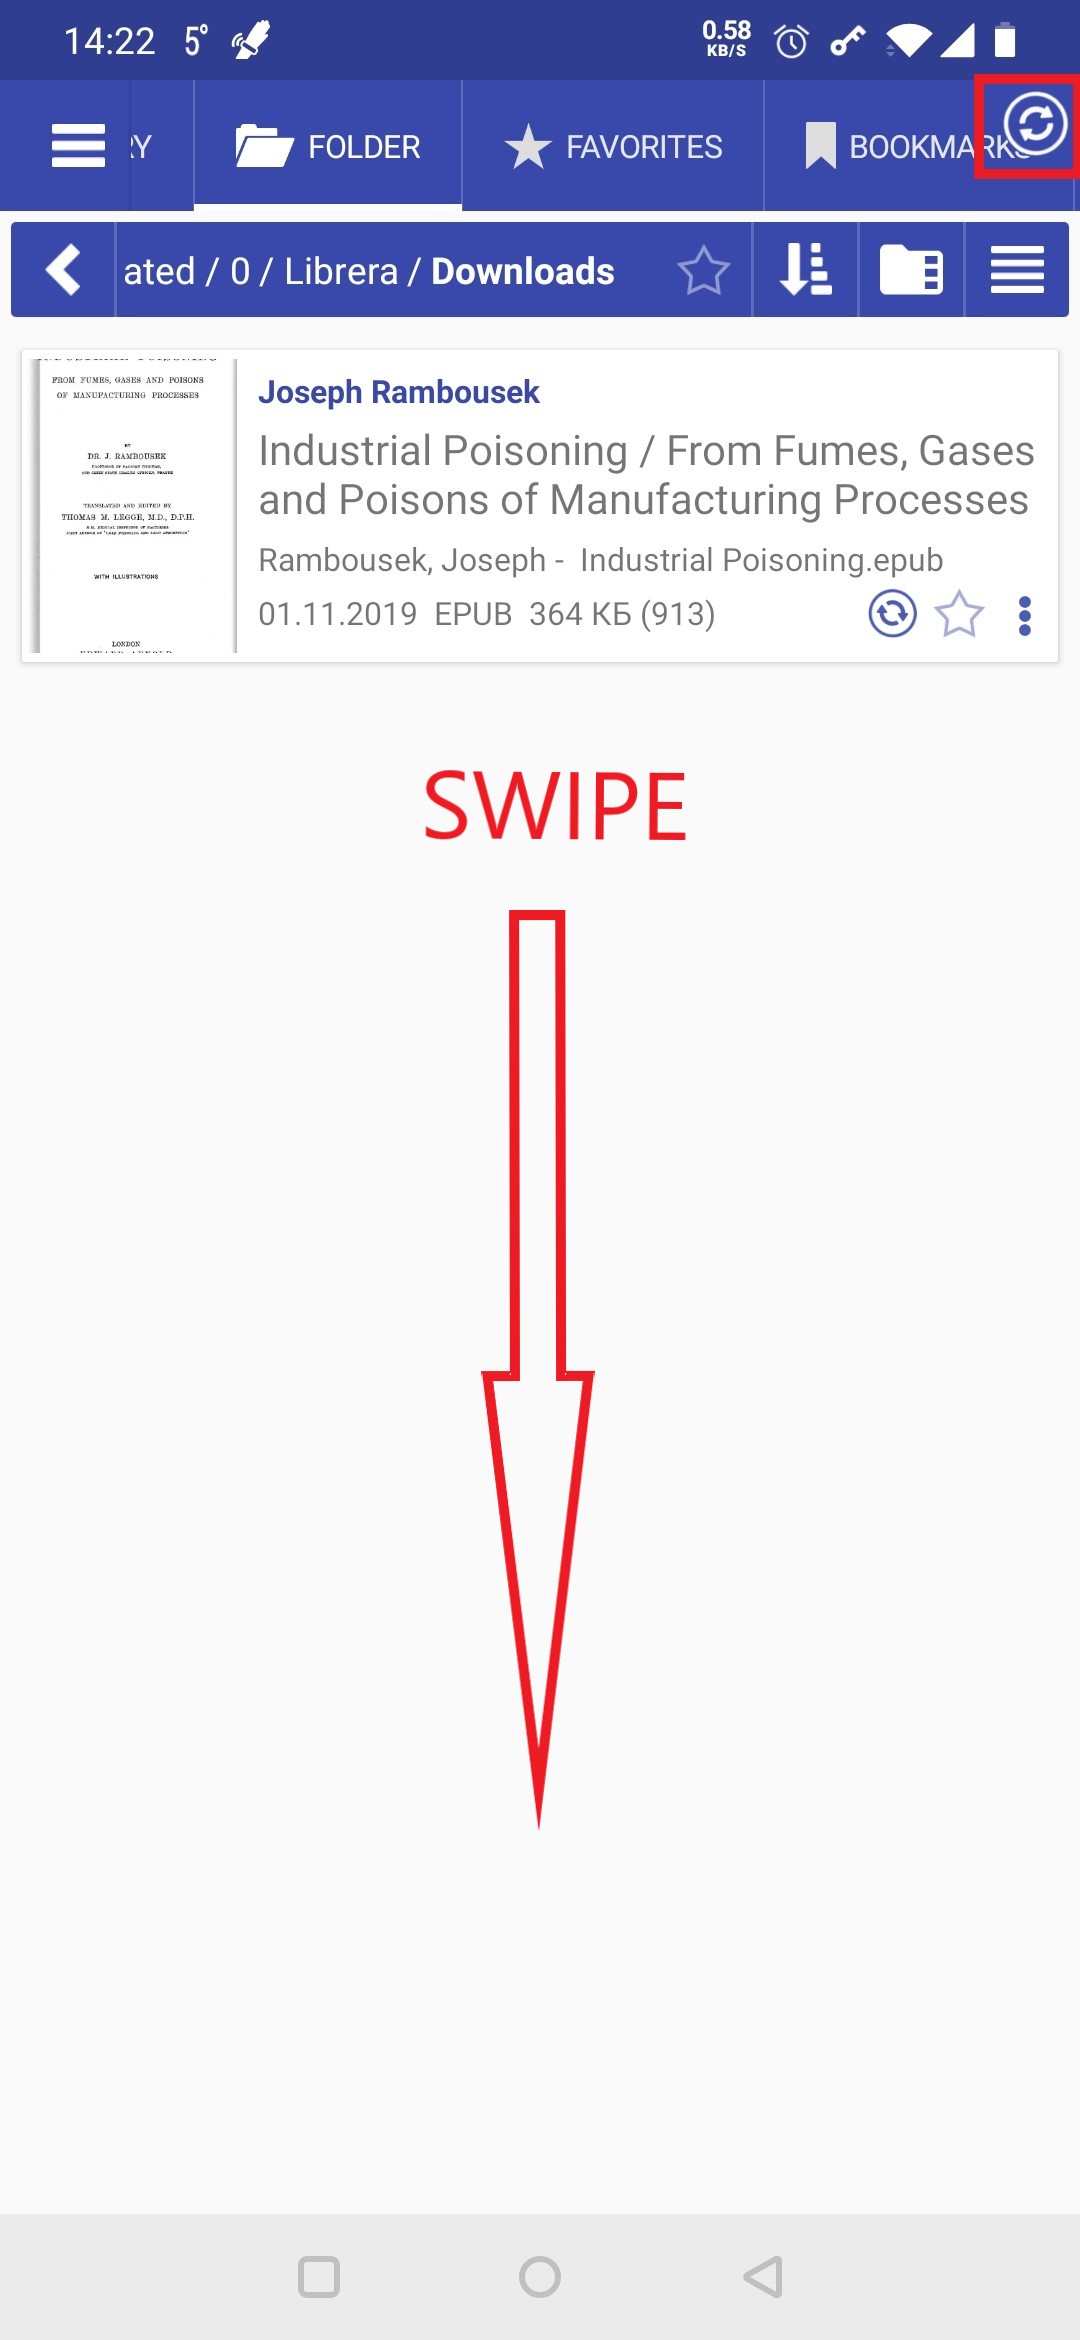 14:22 5° 0.58 KB/S
RY FOLDER FAVORITES BOOKMARKS
ated / 0 / Librera / Downloads
FROM FUMES, GASES AND POISONS
OF MANUFACTURING PROCESSES
BY
DR. J. RAMBOUSEK
TRANSLATED AND EDITED BY
THOMAS M. LEGGE, M.D., D.P.H.
WITH ILLUSTRATIONS
LONDON
Joseph Rambousek
Industrial Poisoning / From Fumes, Gases
and Poisons of Manufacturing Processes
Rambousek, Joseph - Industrial Poisoning.epub
01.11.2019 EPUB 364 КБ (913)
SWIPE